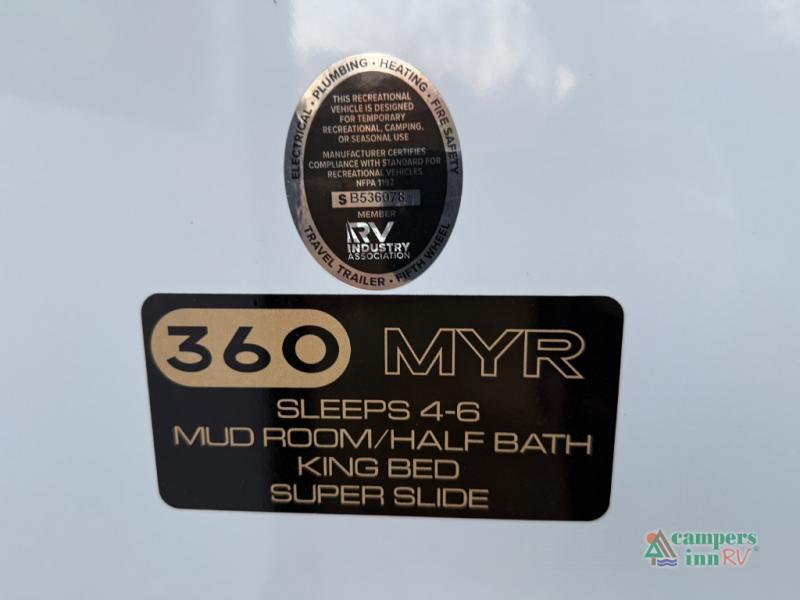 ELECTRICAL · PLUMBING · HEATING · FIRE SAFETY
THIS RECREATIONAL
VEHICLE IS DESIGNED
FOR TEMPORARY
RECREATIONAL, CAMPING,
OR SEASONAL USE
MANUFACTURER CERTIFIES
COMPLIANCE WITH STANDARD FOR
RECREATIONAL VEHICLES
NFPA 1192
S B536078
MEMBER
RV
INDUSTRY
ASSOCIATION
TRAVEL TRAILER · FIFTH WHEEL
360 MYR
SLEEPS 4-6
MUD ROOM/HALF BATH
KING BED
SUPER SLIDE
campers
inn RV®